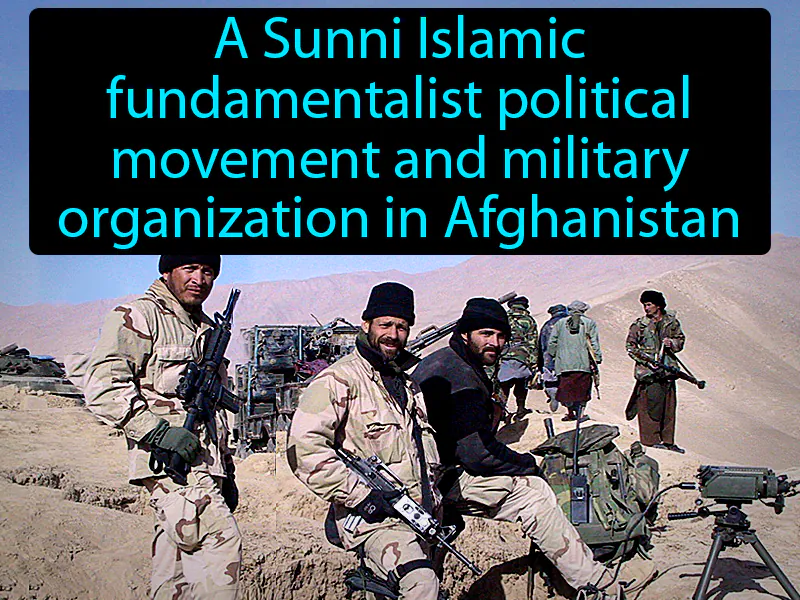 A Sunni Islamic
fundamentalist political
movement and military
organization in Afghanistan